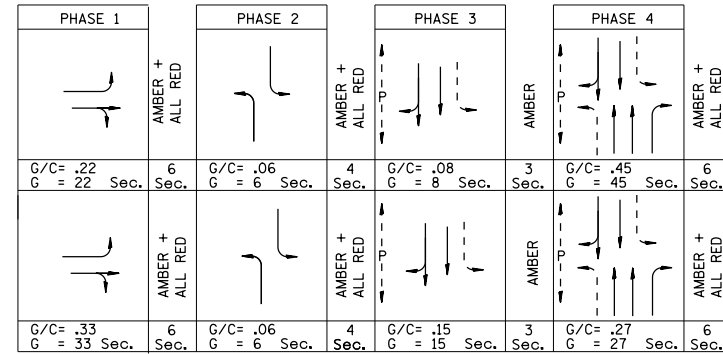 PHASE 1
PHASE 2
PHASE 3
PHASE 4
AMBER +
ALL RED
AMBER +
ALL RED
P
AMBER
P
AMBER +
ALL RED
G/C= .22
G = 22 Sec.
6
Sec.
G/C= .06
G = 6 Sec.
4
Sec.
G/C= .08
G = 8 Sec.
3
Sec.
G/C= .45
G = 45 Sec.
6
Sec.
AMBER +
ALL RED
AMBER +
ALL RED
P
AMBER
P
AMBER +
ALL RED
G/C= .33
G = 33 Sec.
6
Sec.
G/C= .06
G = 6 Sec.
4
Sec.
G/C= .15
G = 15 Sec.
3
Sec.
G/C= .27
G = 27 Sec.
6
Sec.